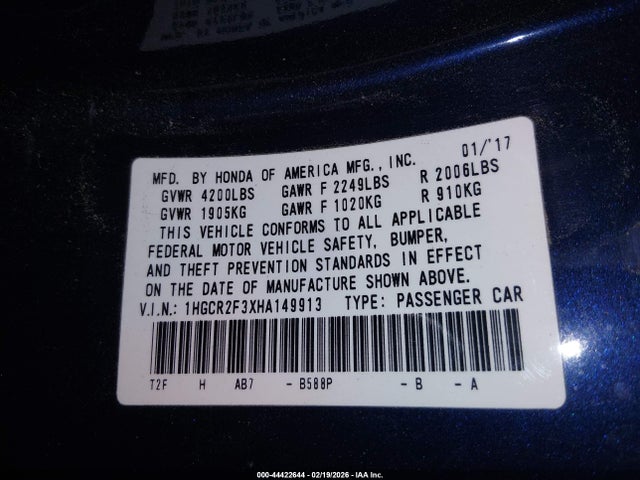 MFD. BY HONDA OF AMERICA MFG., INC. 01/'17
GVWR 4200LBS GAWR F 2249LBS R 2006LBS
GVWR 1905KG GAWR F 1020KG R 910KG
THIS VEHICLE CONFORMS TO ALL APPLICABLE
FEDERAL MOTOR VEHICLE SAFETY, BUMPER,
AND THEFT PREVENTION STANDARDS IN EFFECT
ON THE DATE OF MANUFACTURE SHOWN ABOVE.
V.I.N.: 1HGCR2F3XHA149913 TYPE: PASSENGER CAR
T2F H AB7 - B588P - B - A
000-44422644 - 02/19/2026 - IAA Inc.